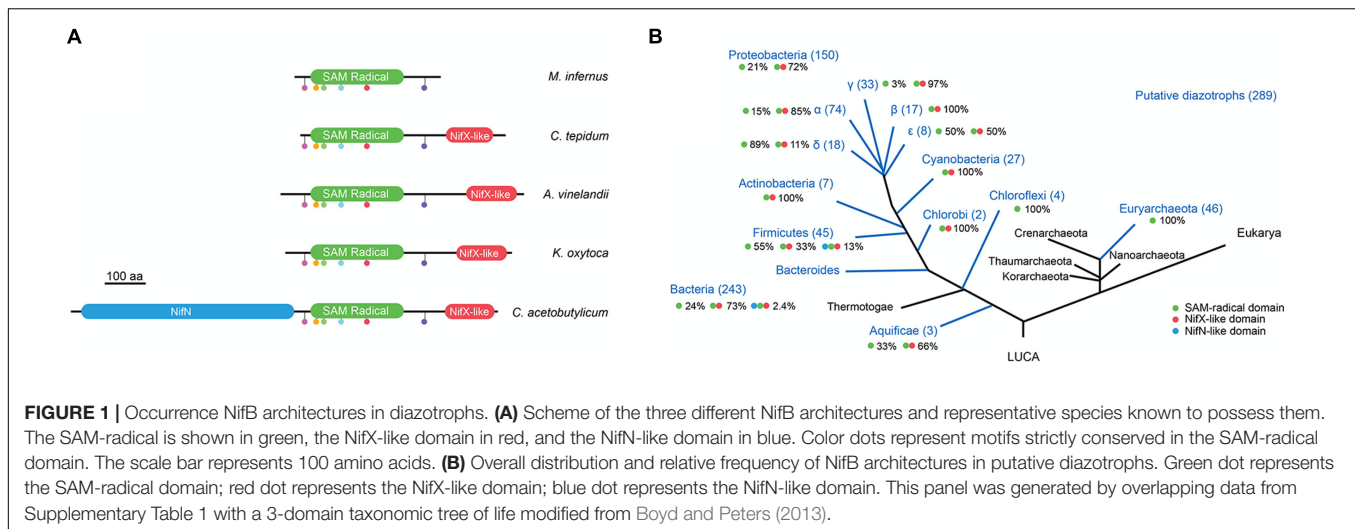 A
SAM Radical
M. infernus
SAM Radical
NifX-like
C. tepidum
SAM Radical
NifX-like
A. vinelandii
SAM Radical
NifX-like
K. oxytoca
100 aa
NifN
SAM Radical
NifX-like
C. acetobutylicum
B
Proteobacteria (150)
21% 72%
γ (33) 3% 97%
Putative diazotrophs (289)
15% 85% α (74)
β (17) 100%
ε (8) 50% 50%
89% 11% δ (18)
Cyanobacteria (27)
100%
Actinobacteria (7)
100%
Chloroflexi (4)
100%
Euryarchaeota (46)
100%
Chlorobi (2)
100%
Firmicutes (45)
55% 33% 13%
Crenarchaeota
Eukarya
Thaumarchaeota
Nanoarchaeota
Korarchaeota
Bacteroides
Bacteria (243)
24% 73% 2.4%
Thermotogae
Aquificae (3)
33% 66%
LUCA
SAM-radical domain
NifX-like domain
NifN-like domain
FIGURE 1 | Occurrence NifB architectures in diazotrophs. (A) Scheme of the three different NifB architectures and representative species known to possess them.
The SAM-radical is shown in green, the NifX-like domain in red, and the NifN-like domain in blue. Color dots represent motifs strictly conserved in the SAM-radical
domain. The scale bar represents 100 amino acids. (B) Overall distribution and relative frequency of NifB architectures in putative diazotrophs. Green dot represents
the SAM-radical domain; red dot represents the NifX-like domain; blue dot represents the NifN-like domain. This panel was generated by overlapping data from
Supplementary Table 1 with a 3-domain taxonomic tree of life modified from Boyd and Peters (2013).